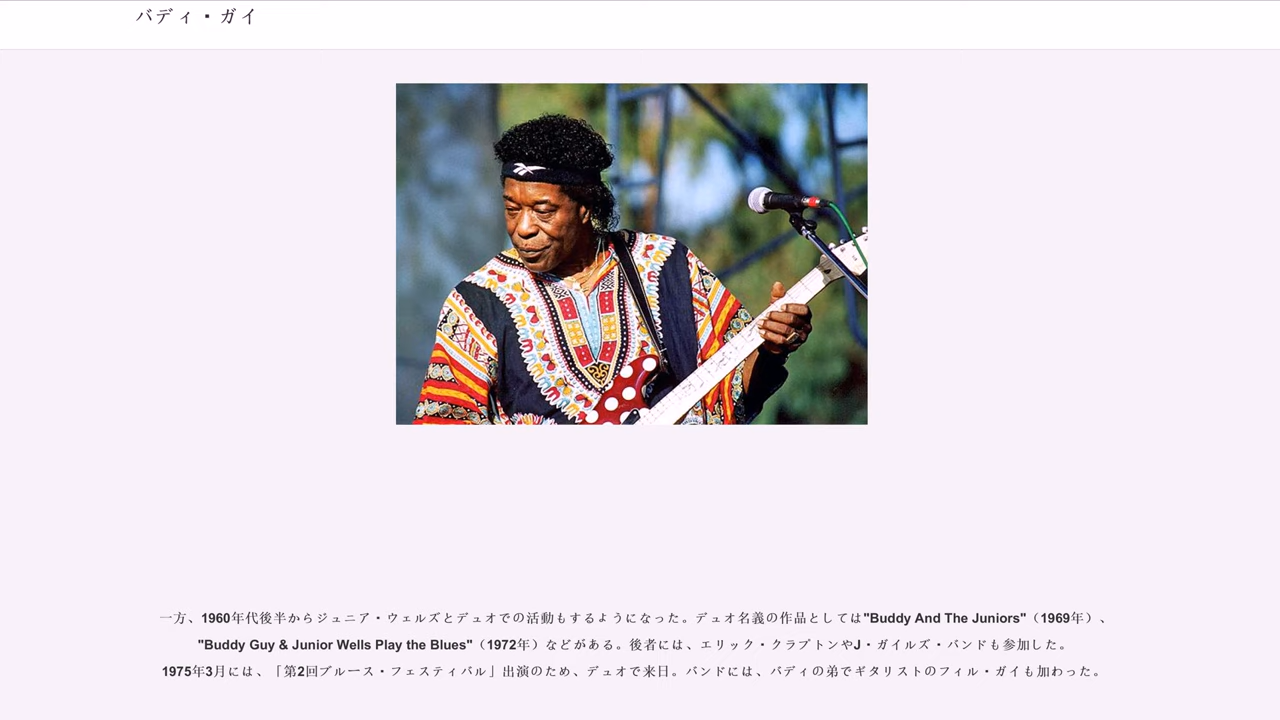 バディ・ガイ
一方、1960年代後半からジュニア・ウェルズとデュオでの活動もするようになった。デュオ名義の作品としては"Buddy And The Juniors"（1969年）、
"Buddy Guy & Junior Wells Play the Blues"（1972年）などがある。後者には、エリック・クラプトンやJ・ガイルズ・バンドも参加した。
1975年3月には、「第2回ブルース・フェスティバル」出演のため、デュオで来日。バンドには、バディの弟でギタリストのフィル・ガイも加わった。